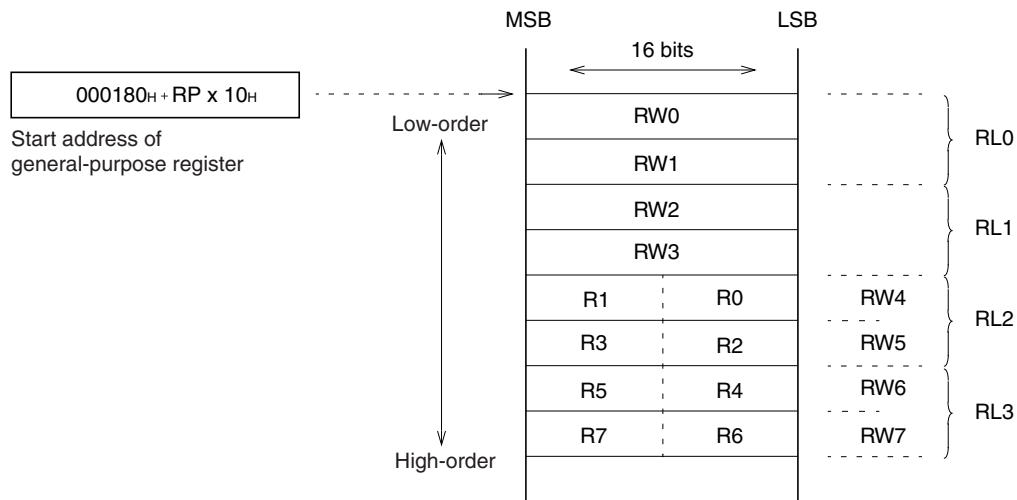 MSB LSB
16 bits
000180H + RP x 10H
Start address of
general-purpose register
Low-order
High-order
RW0
RW1
RW2
RW3
R1 R0 RW4
R3 R2 RW5
R5 R4 RW6
R7 R6 RW7
RL0
RL1
RL2
RL3